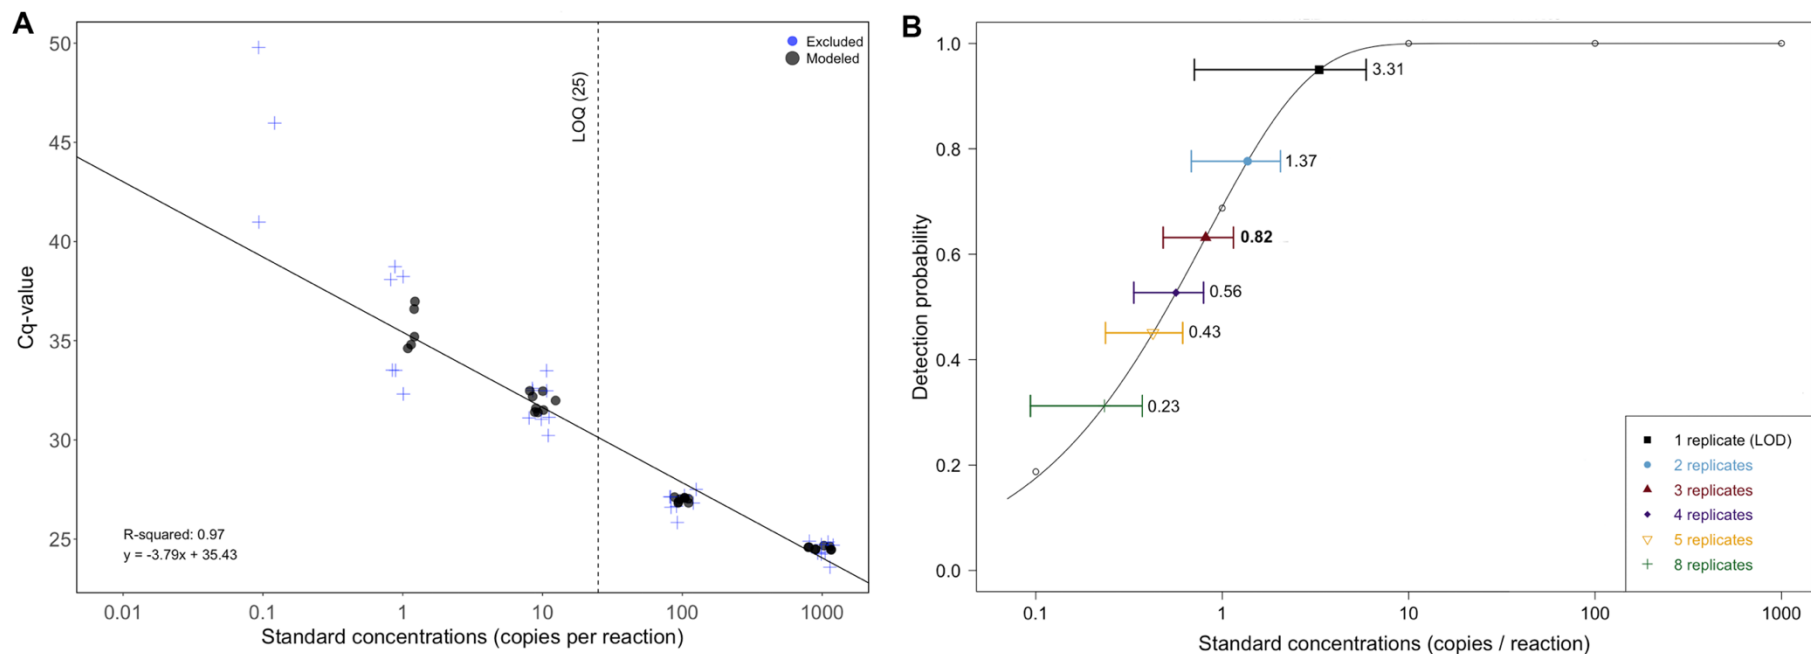 A
50
45
40
35
30
25
Cq-value
Excluded
Modeled
LOQ (25)
R-squared: 0.97
y = -3.79x + 35.43
0.01
0.1
1
10
100
1000
Standard concentrations (copies per reaction)
B
1.0
0.8
0.6
0.4
0.2
0.0
Detection probability
3.31
1.37
0.82
0.56
0.43
0.23
1 replicate (LOD)
2 replicates
3 replicates
4 replicates
5 replicates
8 replicates
0.1
1
10
100
1000
Standard concentrations (copies / reaction)